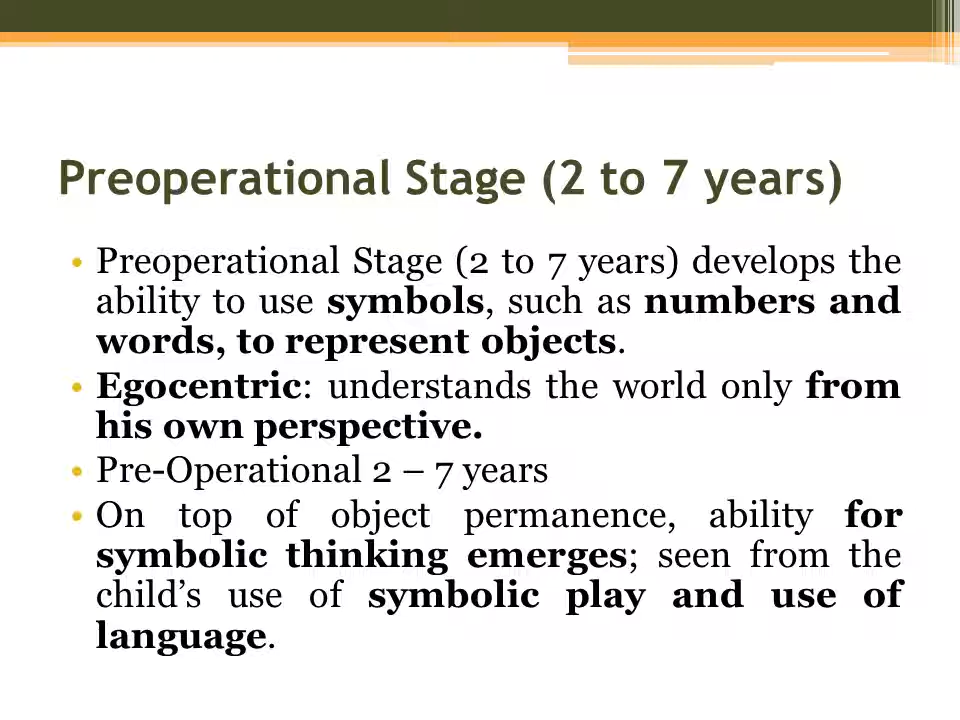 Preoperational Stage (2 to 7 years)
• Preoperational Stage (2 to 7 years) develops the
ability to use symbols, such as numbers and
words, to represent objects.
• Egocentric: understands the world only from
his own perspective.
• Pre-Operational 2 – 7 years
• On top of object permanence, ability for
symbolic thinking emerges; seen from the
child’s use of symbolic play and use of
language.